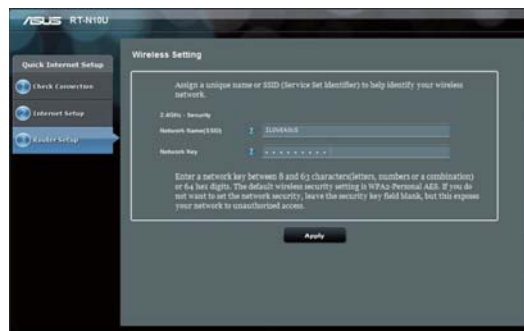 ASUS RT-N10U
Quick Internet Setup
Check Connection
Internet Setup
Router Setup
Wireless Setting
Assign a unique name or SSID (Service Set Identifier) to help identify your wireless
network.
2.4GHz - Security
Network Name(SSID)
ILOVEASUS
Network Key
Enter a network key between 8 and 63 characters(letters, numbers or a combination)
or 64 hex digits. The default wireless security setting is WPA2-Personal AES. If you do
not want to set the network security, leave the security key field blank, but this exposes
your network to unauthorized access.
Apply